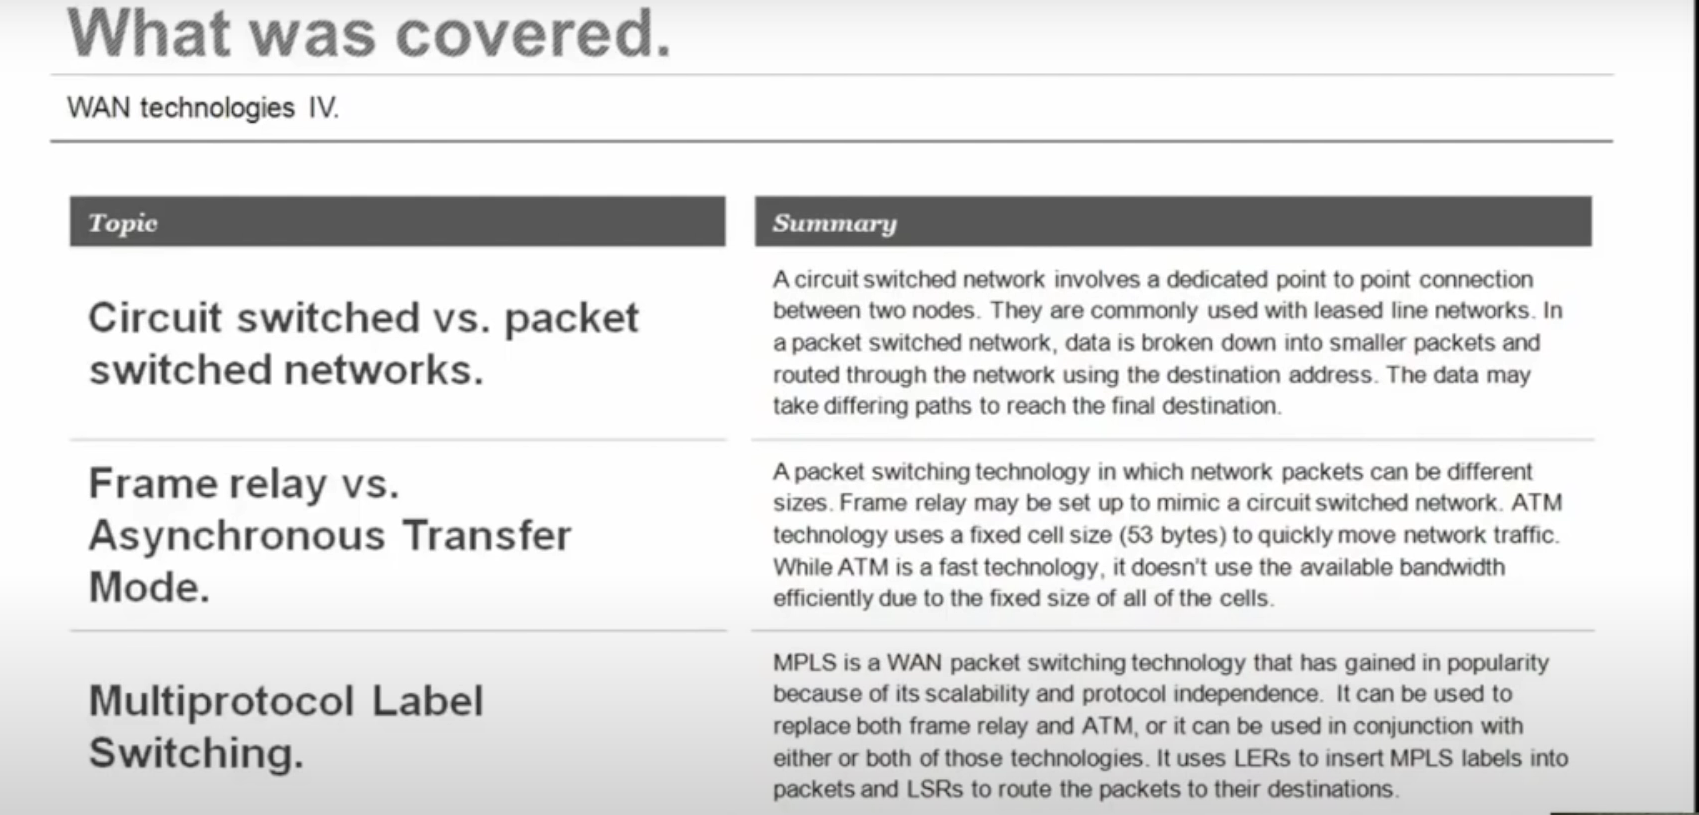 What was covered.
WAN technologies IV.
Topic
Summary
Circuit switched vs. packet
switched networks.
A circuit switched network involves a dedicated point to point connection
between two nodes. They are commonly used with leased line networks. In
a packet switched network, data is broken down into smaller packets and
routed through the network using the destination address. The data may
take differing paths to reach the final destination.
Frame relay vs.
Asynchronous Transfer
Mode.
A packet switching technology in which network packets can be different
sizes. Frame relay may be set up to mimic a circuit switched network. ATM
technology uses a fixed cell size (53 bytes) to quickly move network traffic.
While ATM is a fast technology, it doesn't use the available bandwidth
efficiently due to the fixed size of all of the cells.
Multiprotocol Label
Switching.
MPLS is a WAN packet switching technology that has gained in popularity
because of its scalability and protocol independence. It can be used to
replace both frame relay and ATM, or it can be used in conjunction with
either or both of those technologies. It uses LERs to insert MPLS labels into
packets and LSRs to route the packets to their destinations.